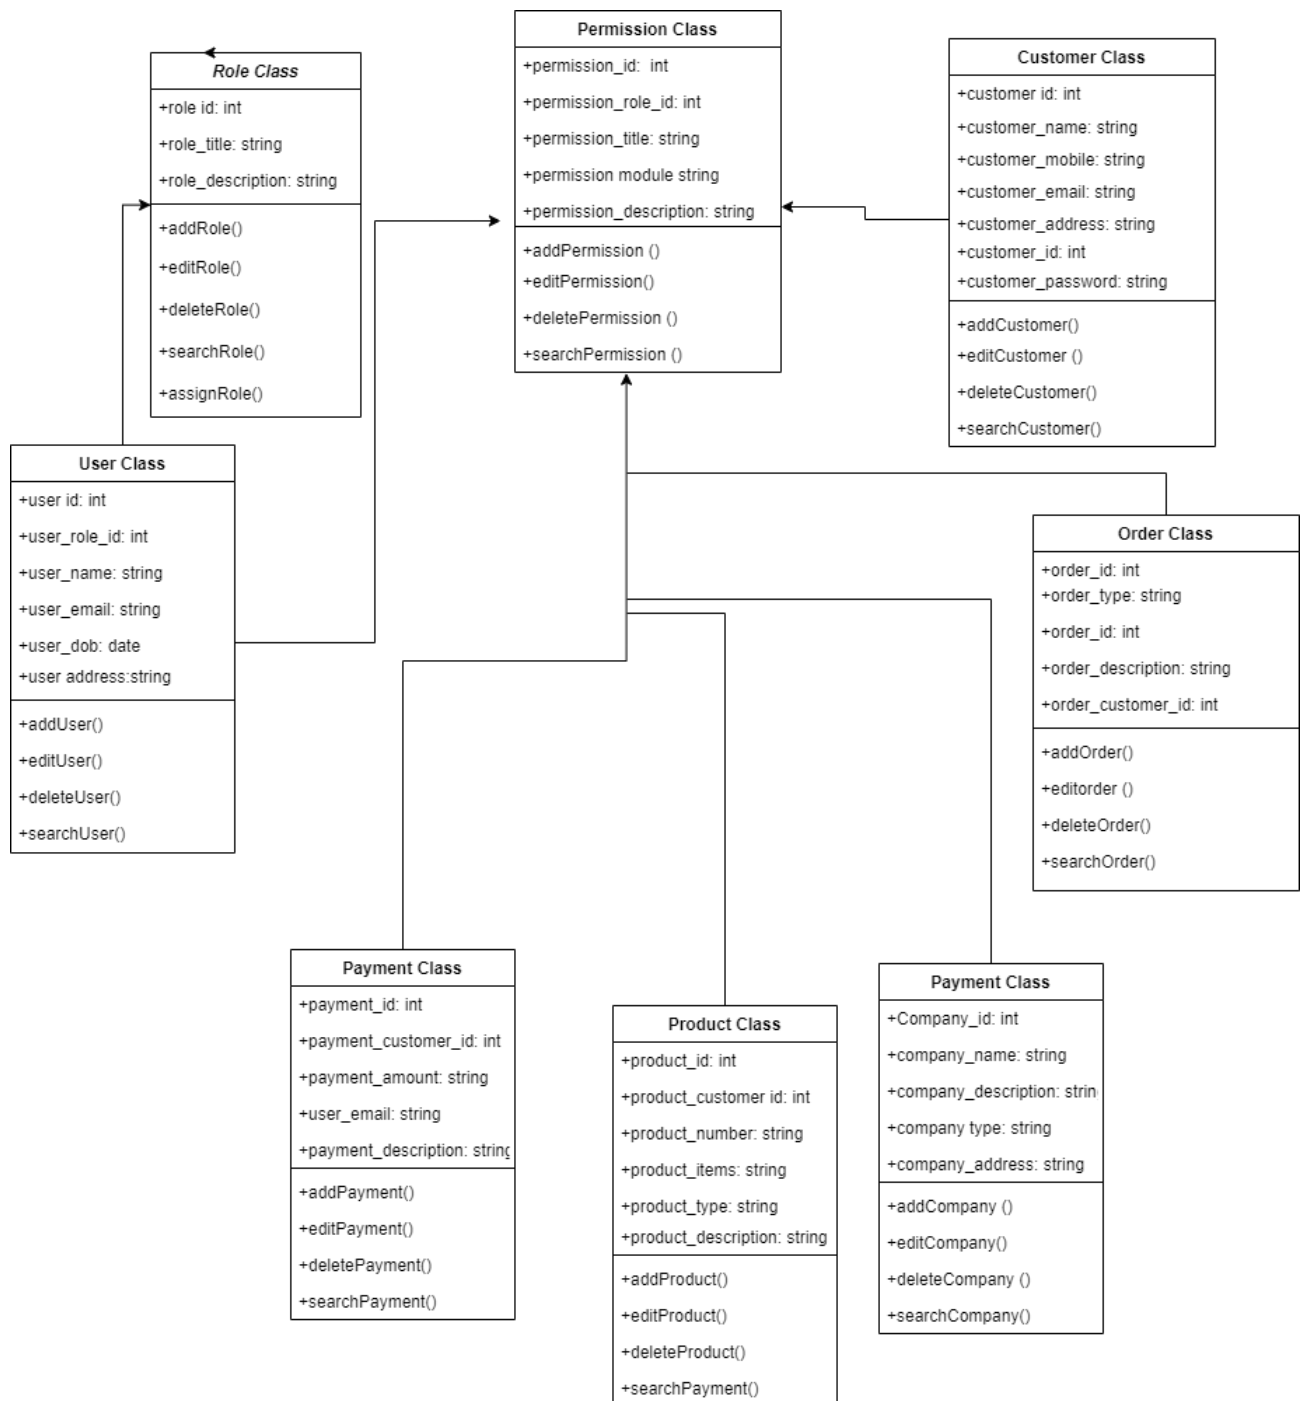 Permission Class
+permission_id: int
+permission_role_id: int
+permission_title: string
+permission module string
+permission_description: string
+addPermission ()
+editPermission()
+deletePermission ()
+searchPermission ()
Role Class
+role id: int
+role_title: string
+role_description: string
+addRole()
+editRole()
+deleteRole()
+searchRole()
+assignRole()
Customer Class
+customer id: int
+customer_name: string
+customer_mobile: string
+customer_email: string
+customer_address: string
+customer_id: int
+customer_password: string
+addCustomer()
+editCustomer ()
+deleteCustomer()
+searchCustomer()
User Class
+user id: int
+user_role_id: int
+user_name: string
+user_email: string
+user_dob: date
+user address:string
+addUser()
+editUser()
+deleteUser()
+searchUser()
Order Class
+order_id: int
+order_type: string
+order_id: int
+order_description: string
+order_customer_id: int
+addOrder()
+editorder ()
+deleteOrder()
+searchOrder()
Payment Class
+payment_id: int
+payment_customer_id: int
+payment_amount: string
+user_email: string
+payment_description: string
+addPayment()
+editPayment()
+deletePayment()
+searchPayment()
Product Class
+product_id: int
+product_customer id: int
+product_number: string
+product_items: string
+product_type: string
+product_description: string
+addProduct()
+editProduct()
+deleteProduct()
+searchPayment()
Payment Class
+Company_id: int
+company_name: string
+company_description: strin
+company type: string
+company_address: string
+addCompany ()
+editCompany()
+deleteCompany ()
+searchCompany()